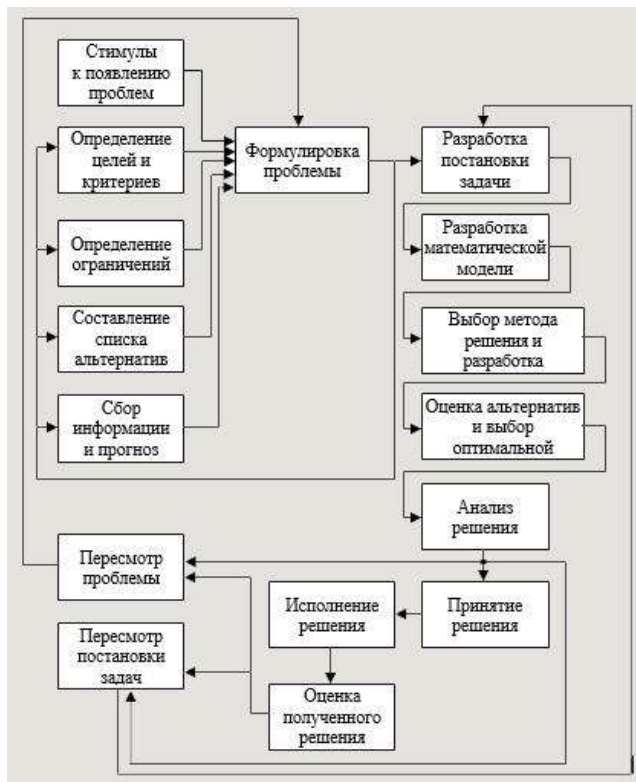 Стимулы
к появлению
проблем
Определение
целей и
критериев
Определение
ограничений
Составление
списка
альтернатив
Сбор
информации
и прогноз
Формулировка
проблемы
Разработка
постановки
задачи
Разработка
математической
модели
Выбор метода
решения и
разработка
Оценка альтернатив
и выбор
оптимальной
Анализ
решения
Принятие
решения
Исполнение
решения
Оценка
полученного
решения
Пересмотр
проблемы
Пересмотр
постановки
задач